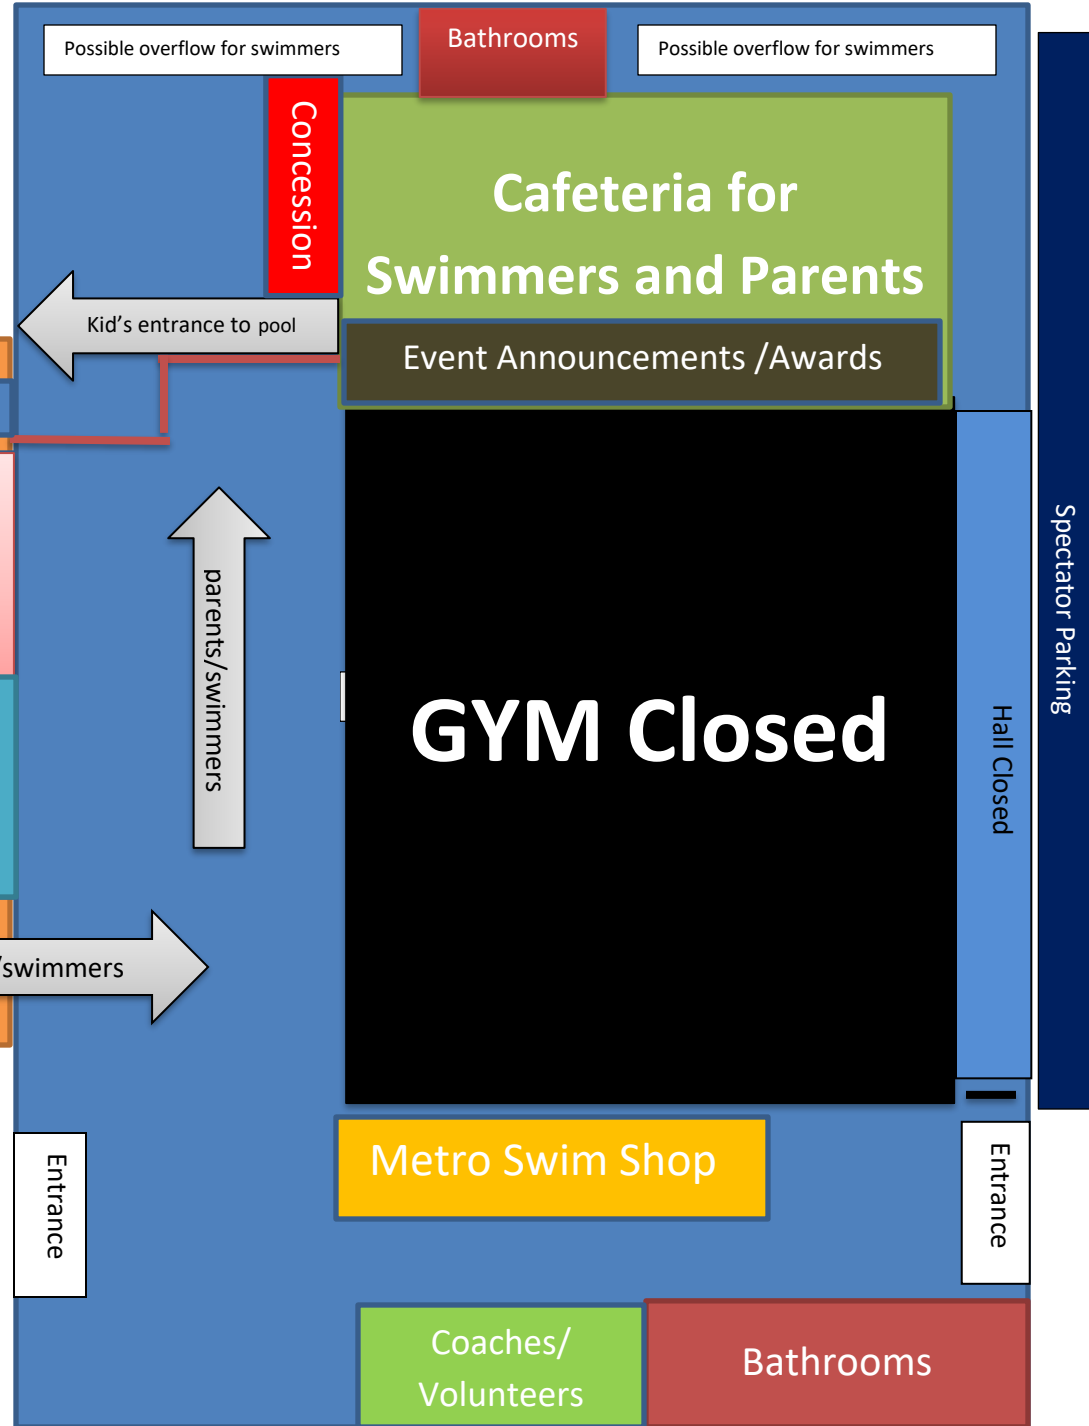 Possible overflow for swimmers
Bathrooms
Possible overflow for swimmers
Concession
Cafeteria for
Swimmers and Parents
Kid's entrance to pool
Event Announcements /Awards
parents/swimmers
GYM Closed
Hall Closed
Spectator Parking
/swimmers
Entrance
Metro Swim Shop
Entrance
Coaches/
Volunteers
Bathrooms